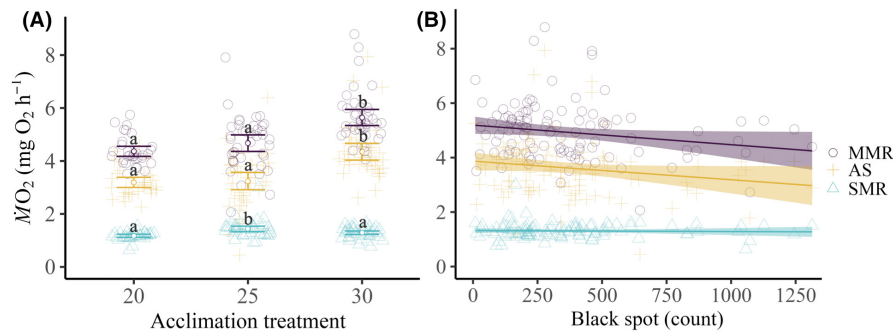 (A)
(B)
ṀO₂ (mg O₂ h⁻¹)
8
6
4
2
0
b
a
a
b
a
a
a
b
a
20
25
30
Acclimation treatment
8
6
4
2
0
MMR
AS
SMR
0
250
500
750
1000
1250
Black spot (count)